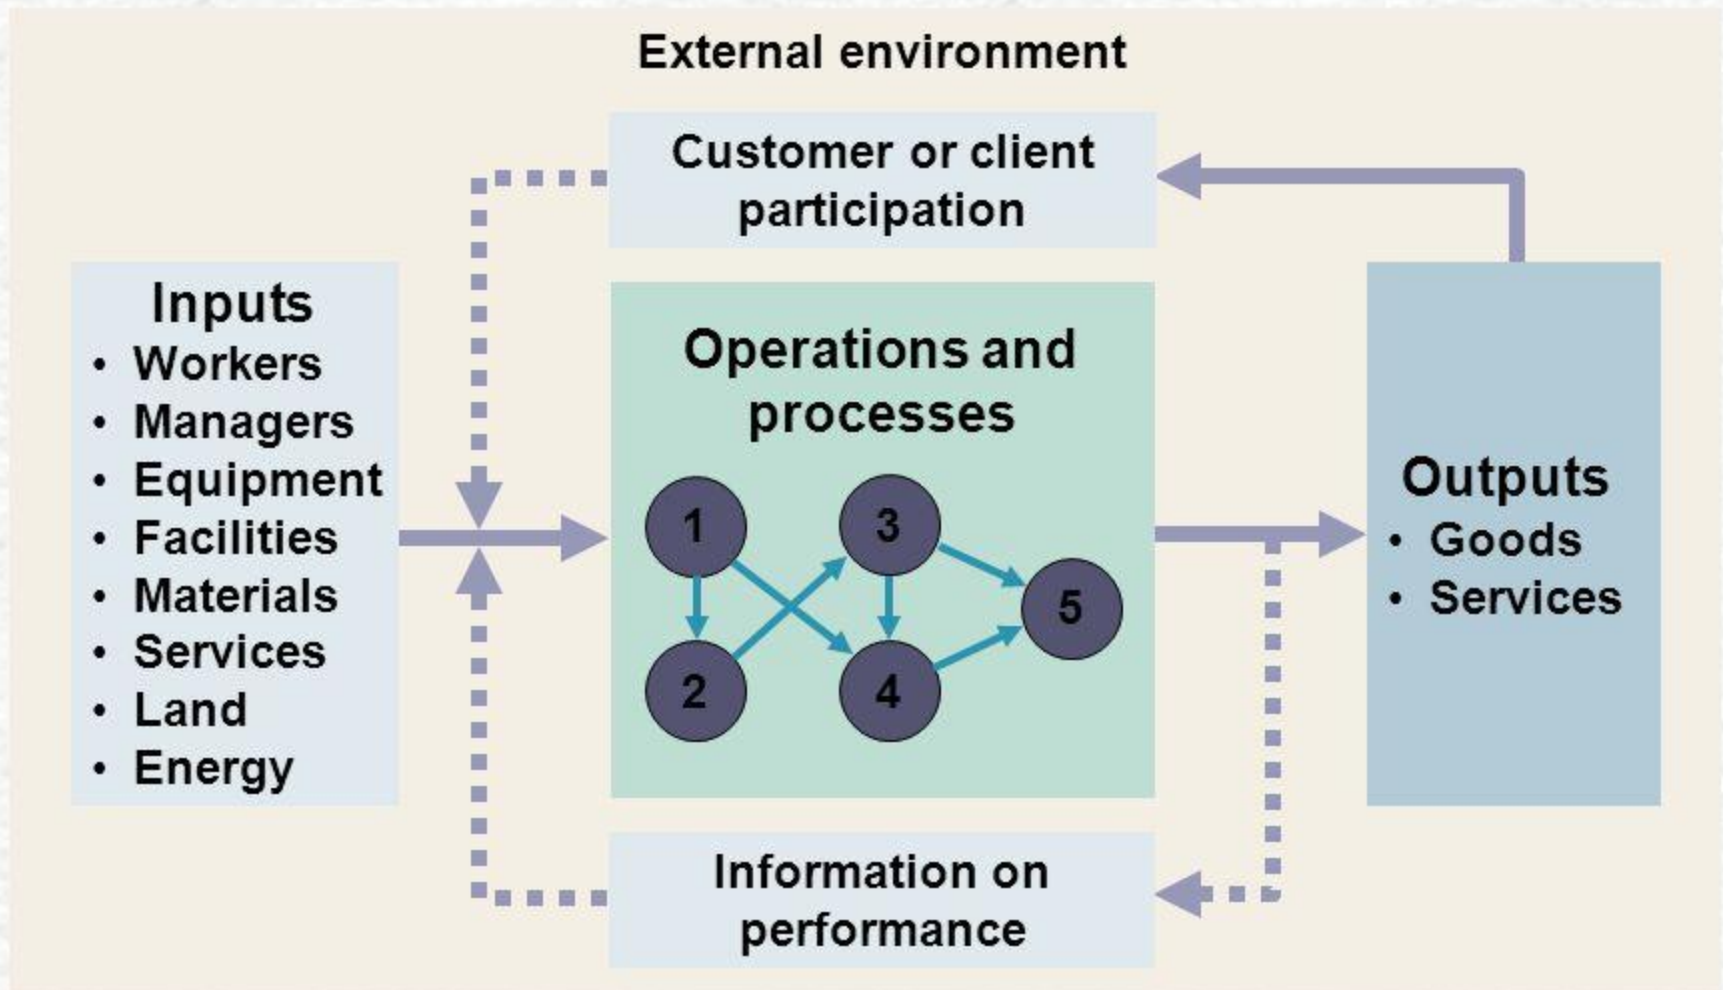 External environment
Customer or client
participation
Inputs
• Workers
• Managers
• Equipment
• Facilities
• Materials
• Services
• Land
• Energy
Operations and
processes
1
3
5
2
4
Outputs
• Goods
• Services
Information on
performance